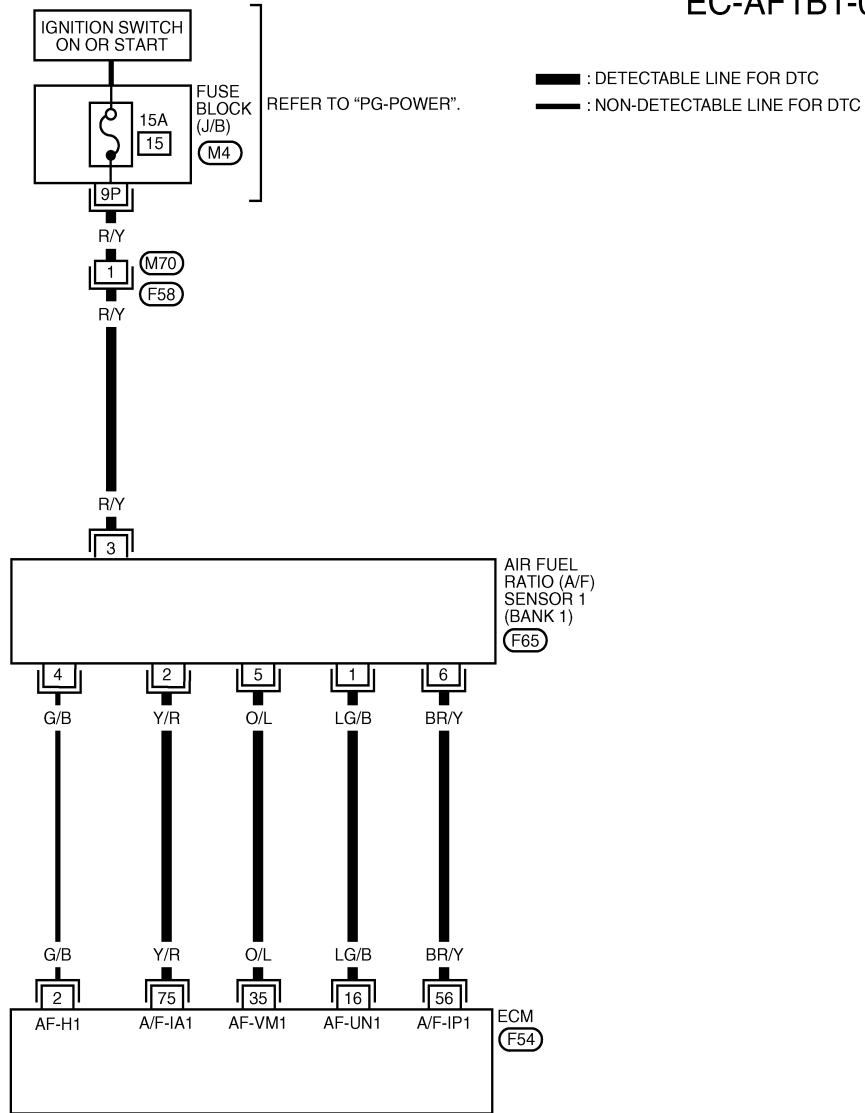 EC-AF1B1-0
IGNITION SWITCH
ON OR START
FUSE
BLOCK
(J/B)
M4
15A
15
REFER TO “PG-POWER”.
: DETECTABLE LINE FOR DTC
: NON-DETECTABLE LINE FOR DTC
9P
R/Y
1
M70
F58
R/Y
R/Y
3
AIR FUEL
RATIO (A/F)
SENSOR 1
(BANK 1)
F65
4 2 5 1 6
G/B Y/R O/L LG/B BR/Y
G/B Y/R O/L LG/B BR/Y
2 75 35 16 56
AF-H1 A/F-IA1 AF-VM1 AF-UN1 A/F-IP1
ECM
F54